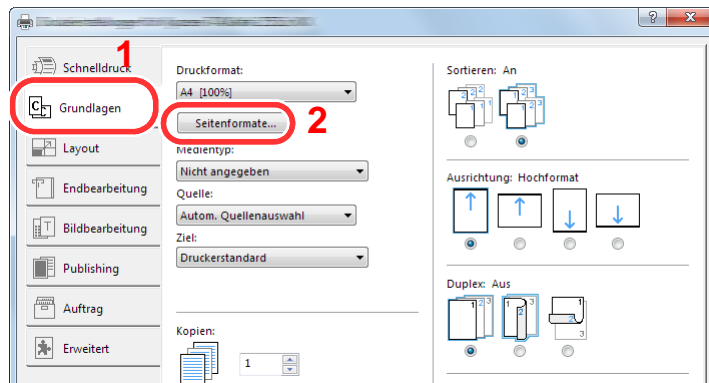 1
Schnelldruck
Grundlagen
Layout
Endbearbeitung
Bildbearbeitung
Publishing
Auftrag
Erweitert
Druckformat:
A4 [100%]
Seitenformate...
2
Medientyp:
Nicht angegeben
Quelle:
Autom. Quellenauswahl
Ziel:
Druckerstandard
Kopien:
1
Sortieren: An
Ausrichtung: Hochformat
Duplex: Aus